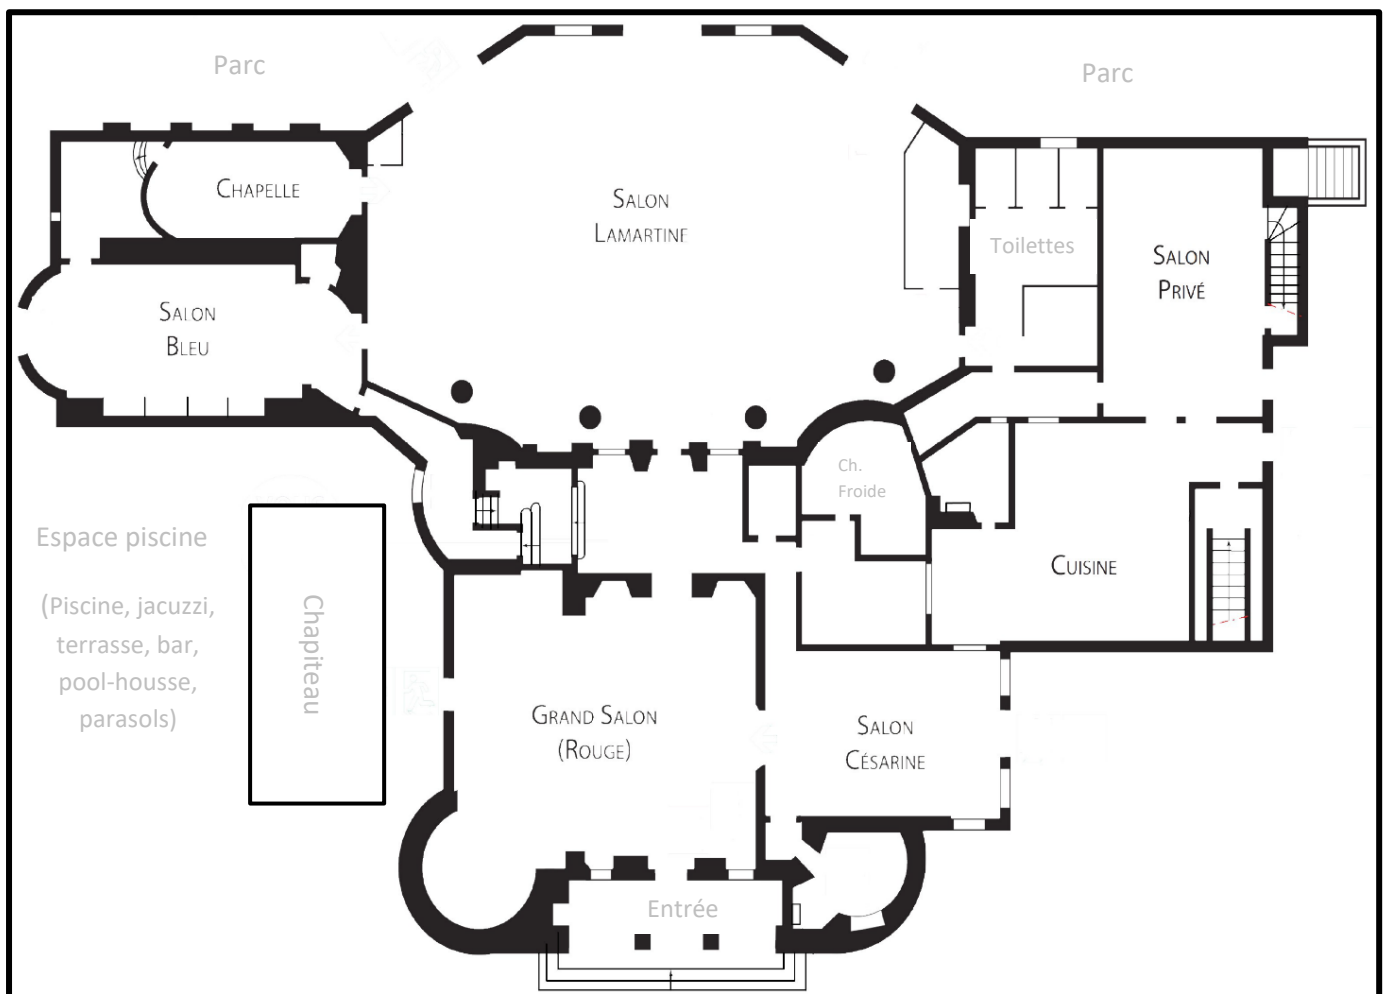 Parc
Parc
CHAPELLE
SALON
LAMARTINE
Toilettes
SALON
PRIVÉ
SALON
BLEU
Ch.
Froide
Espace piscine
(Piscine, jacuzzi,
terrasse, bar,
pool-housse,
parasols)
Chapiteau
CUISINE
GRAND SALON
(ROUGE)
SALON
CÉSARINE
Entrée